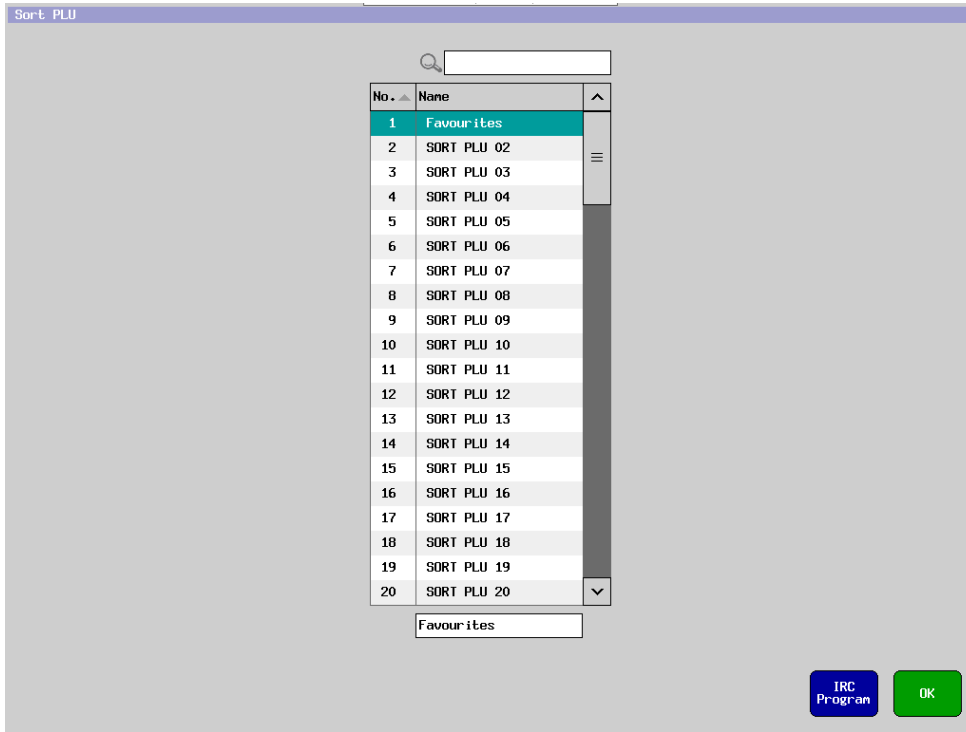 Sort PLU
No. Name
1 Favourites
2 SORT PLU 02
3 SORT PLU 03
4 SORT PLU 04
5 SORT PLU 05
6 SORT PLU 06
7 SORT PLU 07
8 SORT PLU 08
9 SORT PLU 09
10 SORT PLU 10
11 SORT PLU 11
12 SORT PLU 12
13 SORT PLU 13
14 SORT PLU 14
15 SORT PLU 15
16 SORT PLU 16
17 SORT PLU 17
18 SORT PLU 18
19 SORT PLU 19
20 SORT PLU 20
Favourites
IRC
Program
OK